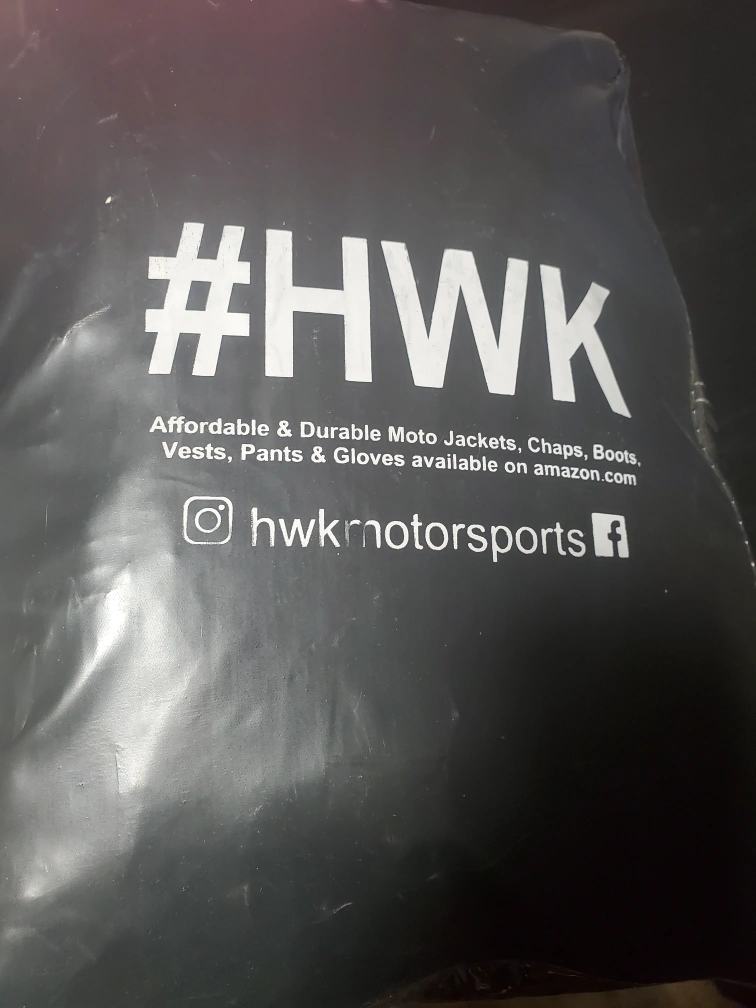 #HWK
Affordable & Durable Moto Jackets, Chaps, Boots,
Vests, Pants & Gloves available on amazon.com
hwkmotorsports